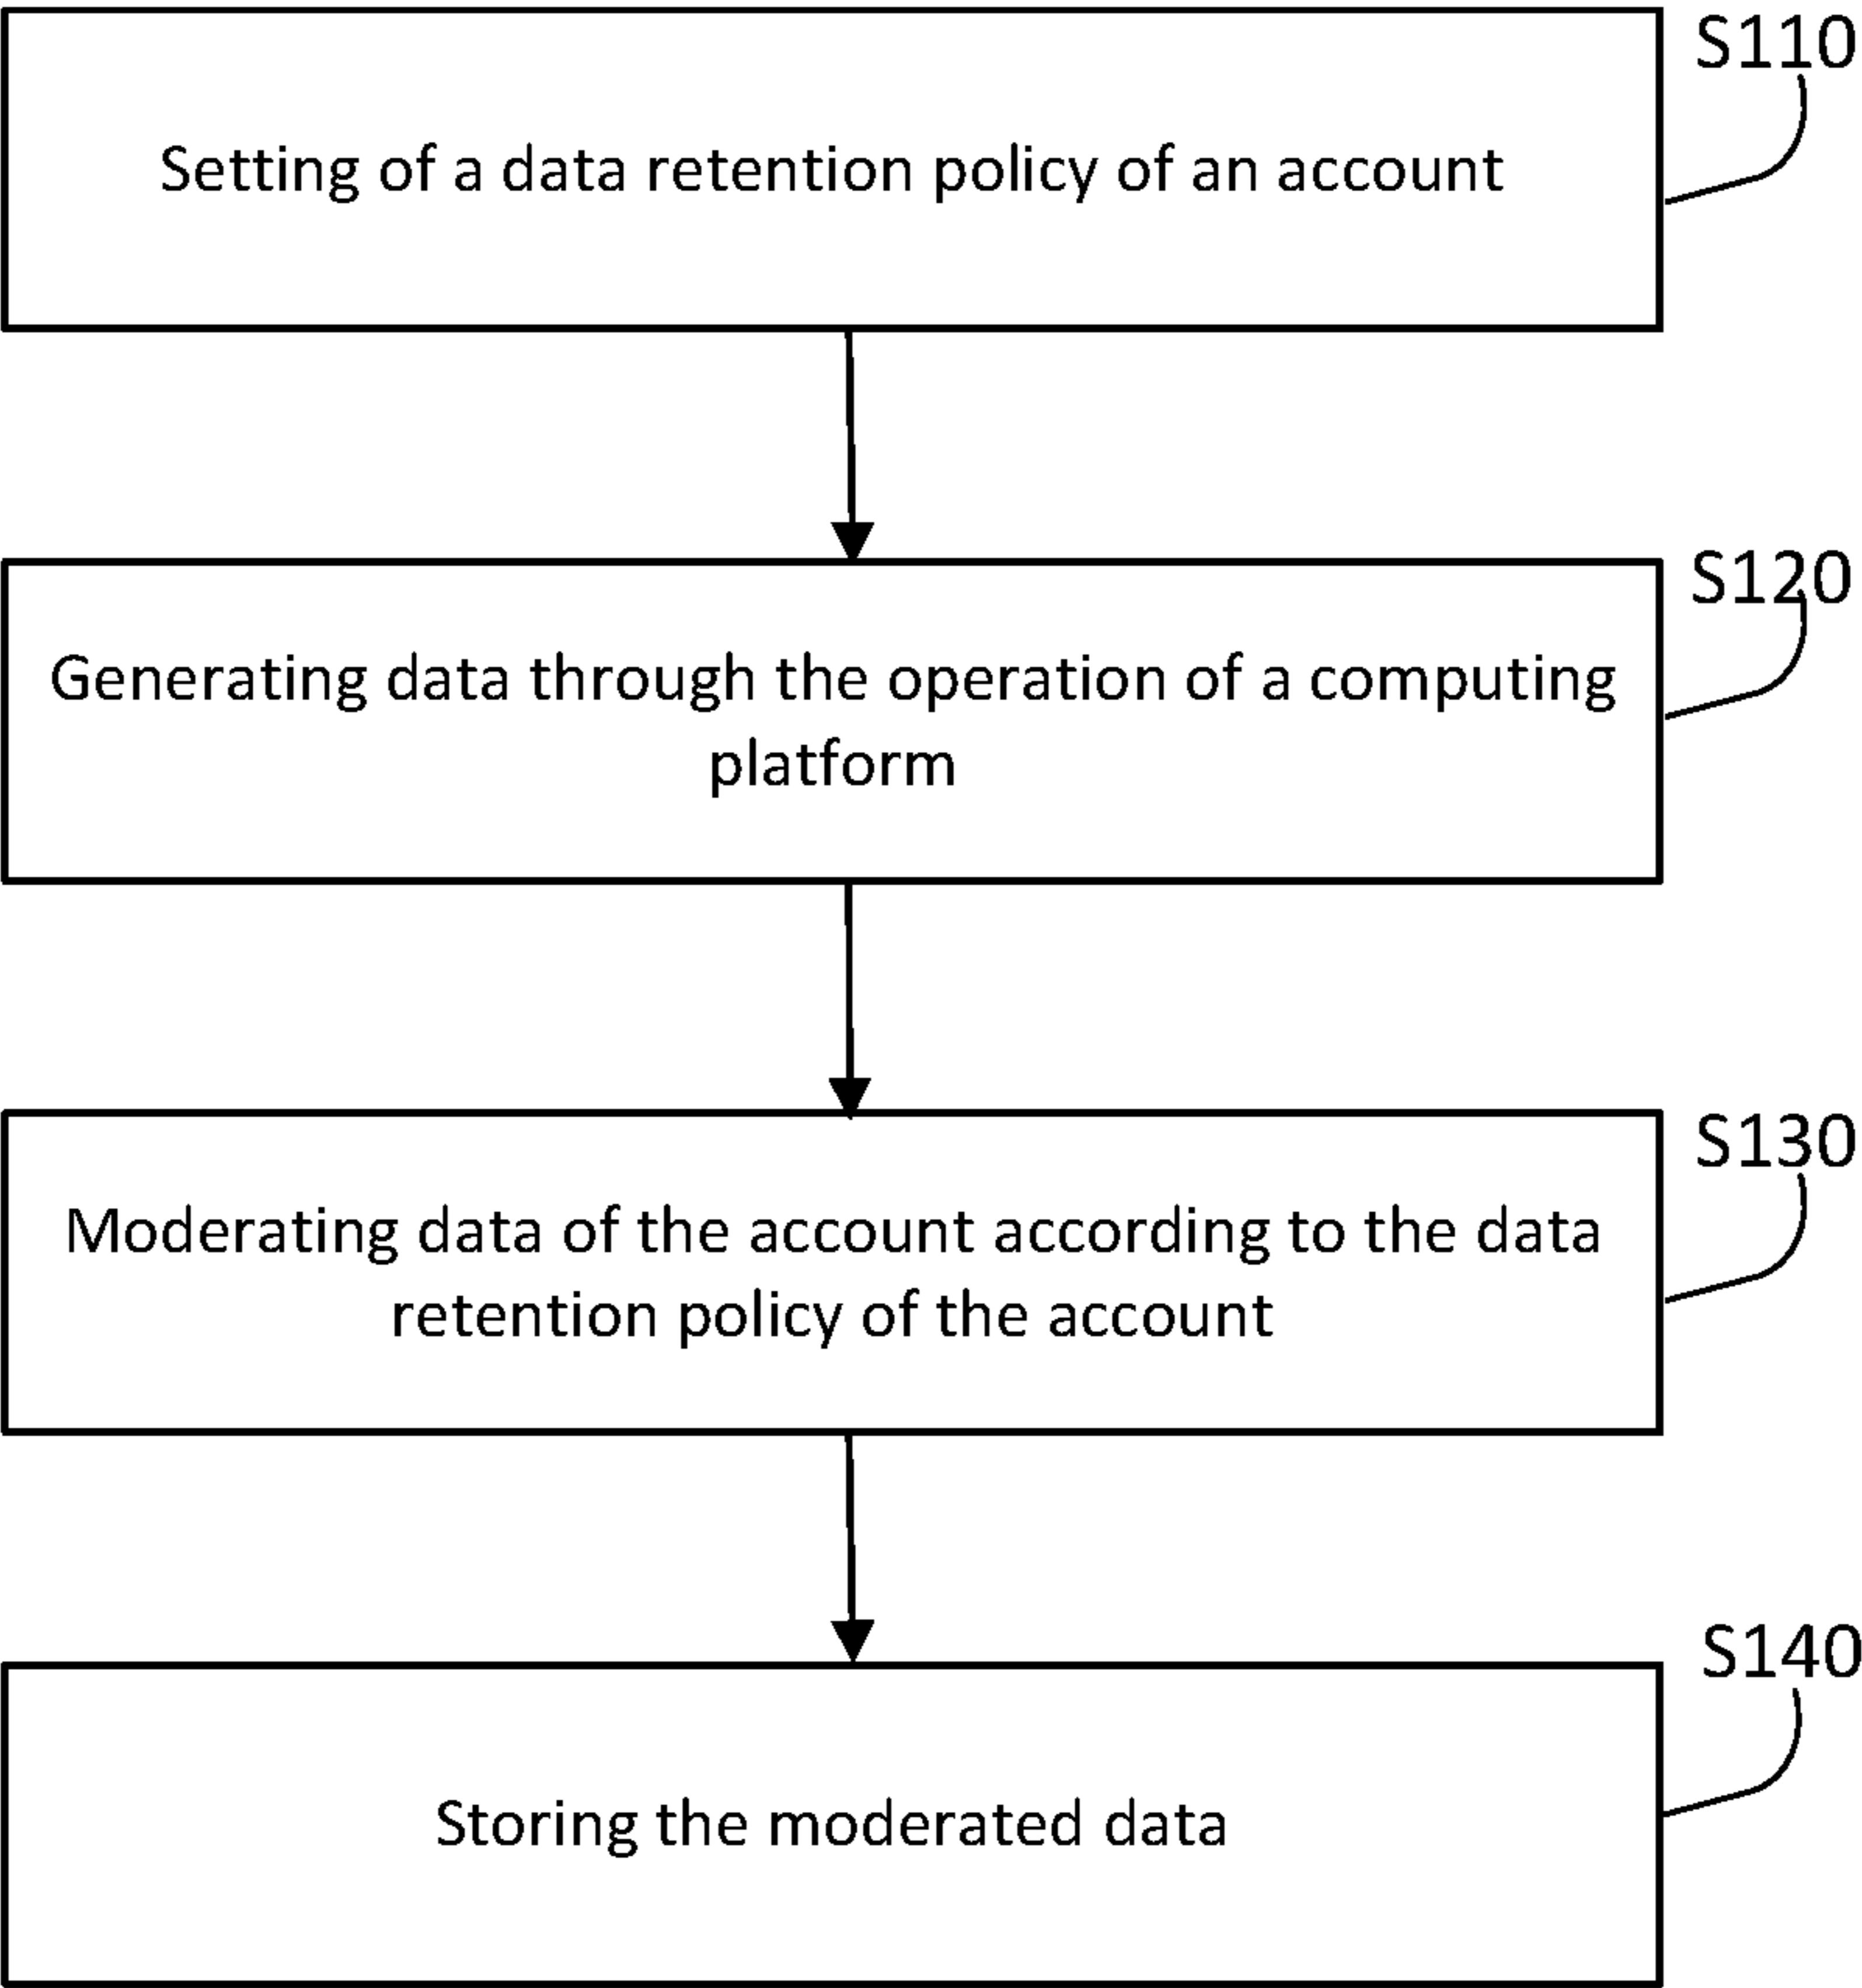 S110
Setting of a data retention policy of an account
S120
Generating data through the operation of a computing
platform
S130
Moderating data of the account according to the data
retention policy of the account
S140
Storing the moderated data